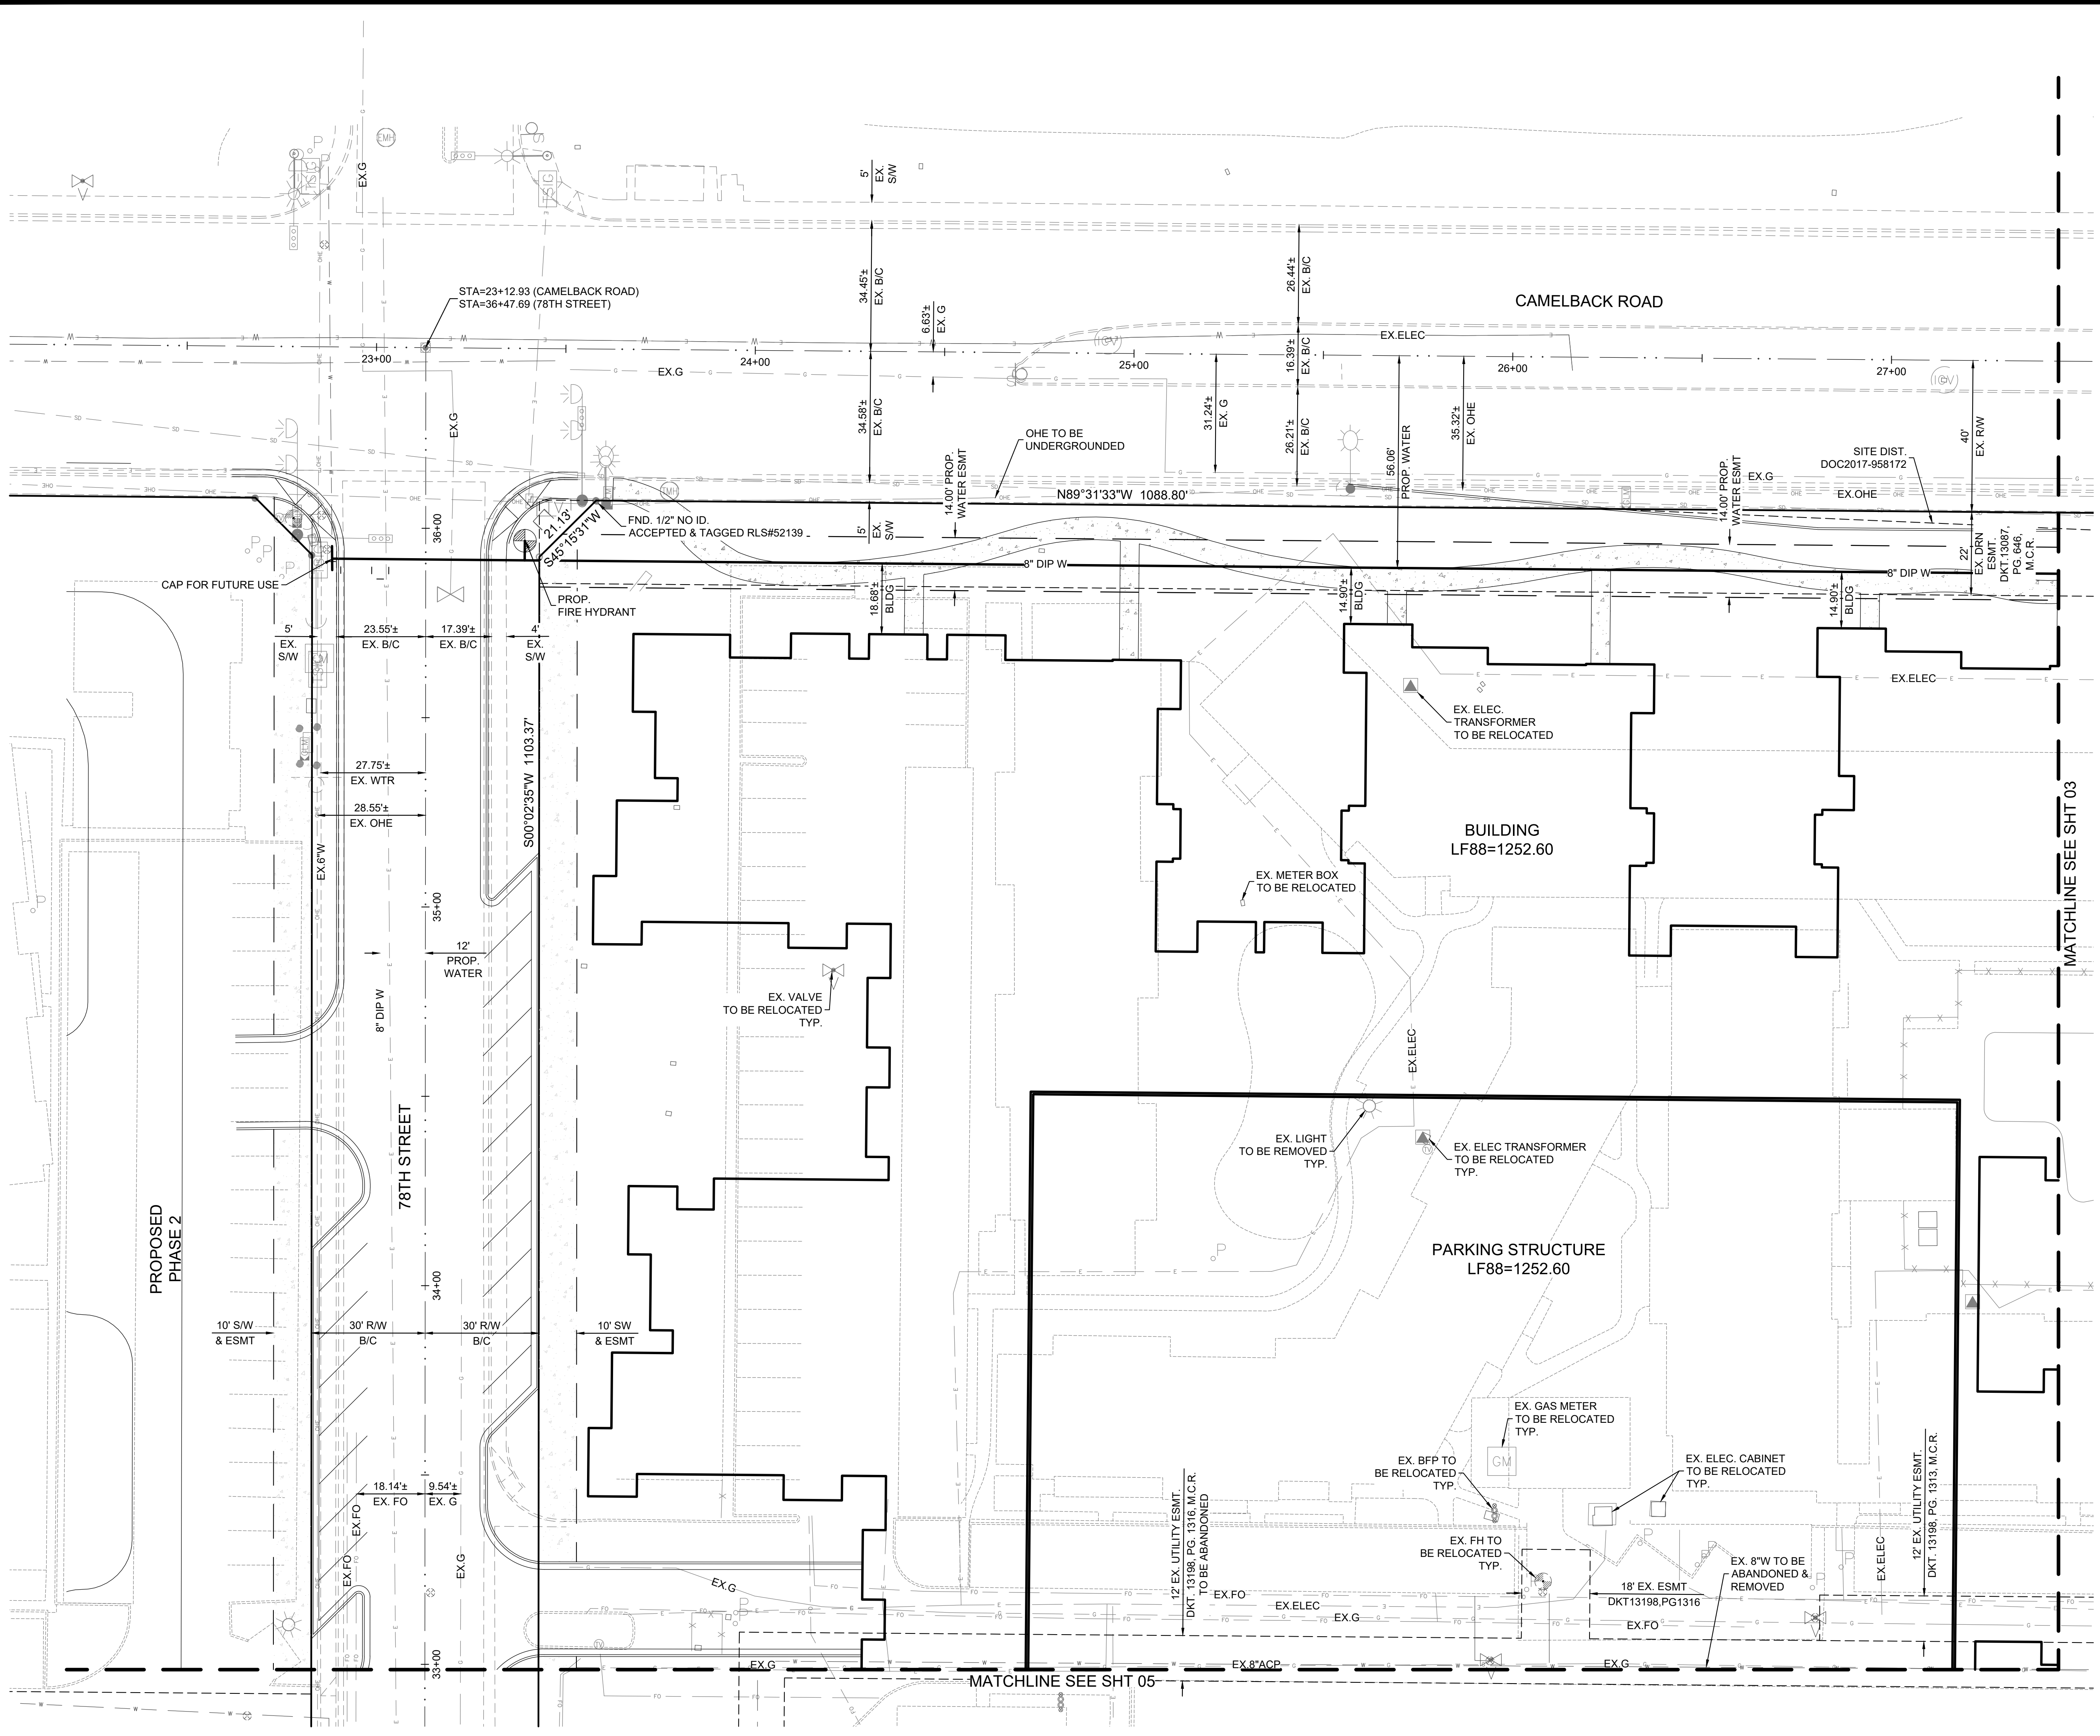 EX.G
EMH
TSIG
TSIG
5'
EX.
S/W
STA=23+12.93 (CAMELBACK ROAD)
STA=36+47.69 (78TH STREET)
34.45'±
EX. B/C
6.63'±
EX. G
26.44'±
EX. B/C
CAMELBACK ROAD
EX.ELEC
23+00
24+00
25+00
26+00
27+00
EX.G
EX.G
34.58'±
EX. B/C
16.39'±
EX. B/C
31.24'±
EX. G
26.21'±
EX. B/C
56.06'
PROP. WATER
35.32'±
EX. OHE
40'
EX. R/W
OHE TO BE
UNDERGROUNDED
14.00' PROP.
WATER ESMT
14.00' PROP.
WATER ESMT
SITE DIST.
DOC2017-958172
EX.G
EX.OHE
N89°31'33"W 1088.80'
36+00
21.13'
S45°15'31"W
FND. 1/2" NO ID.
ACCEPTED & TAGGED RLS#52139
5'
EX.
S/W
22'
EX. DRN
ESMT.
DKT.13087,
PG. 646,
M.C.R.
8" DIP W
8" DIP W
CAP FOR FUTURE USE
PROP.
FIRE HYDRANT
18.68'±
BLDG
14.90'±
BLDG
14.90'±
BLDG
5'
EX.
S/W
23.55'±
EX. B/C
17.39'±
EX. B/C
4'
EX.
S/W
EX.ELEC
EX. ELEC.
TRANSFORMER
TO BE RELOCATED
S00°02'35"W 1103.37'
27.75'±
EX. WTR
28.55'±
EX. OHE
EX.6"W
BUILDING
LF88=1252.60
MATCHLINE SEE SHT 03
EX. METER BOX
TO BE RELOCATED
35+00
12'
PROP.
WATER
8" DIP W
EX. VALVE
TO BE RELOCATED
TYP.
EX.ELEC
78TH STREET
EX. LIGHT
TO BE REMOVED
TYP.
EX. ELEC TRANSFORMER
TO BE RELOCATED
TYP.
PROPOSED
PHASE 2
PARKING STRUCTURE
LF88=1252.60
34+00
10' S/W
& ESMT
30' R/W
B/C
30' R/W
B/C
10' SW
& ESMT
EX. GAS METER
TO BE RELOCATED
TYP.
GM
EX. BFP TO
BE RELOCATED
TYP.
EX. ELEC. CABINET
TO BE RELOCATED
TYP.
18.14'±
EX. FO
9.54'±
EX. G
EX.FO
EX.FO
EX.G
12' EX. UTILITY ESMT.
DKT. 13198, PG. 1316, M.C.R.
TO BE ABANDONED
EX. FH TO
BE RELOCATED
TYP.
EX. 8"W TO BE
ABANDONED &
REMOVED
EX.ELEC
12' EX. UTILITY ESMT.
DKT. 13198, PG. 1313, M.C.R.
EX.G
EX.FO
EX.ELEC
EX.G
18' EX. ESMT
DKT13198,PG1316
EX.FO
33+00
EX.G
EX.8"ACP
EX.G
MATCHLINE SEE SHT 05